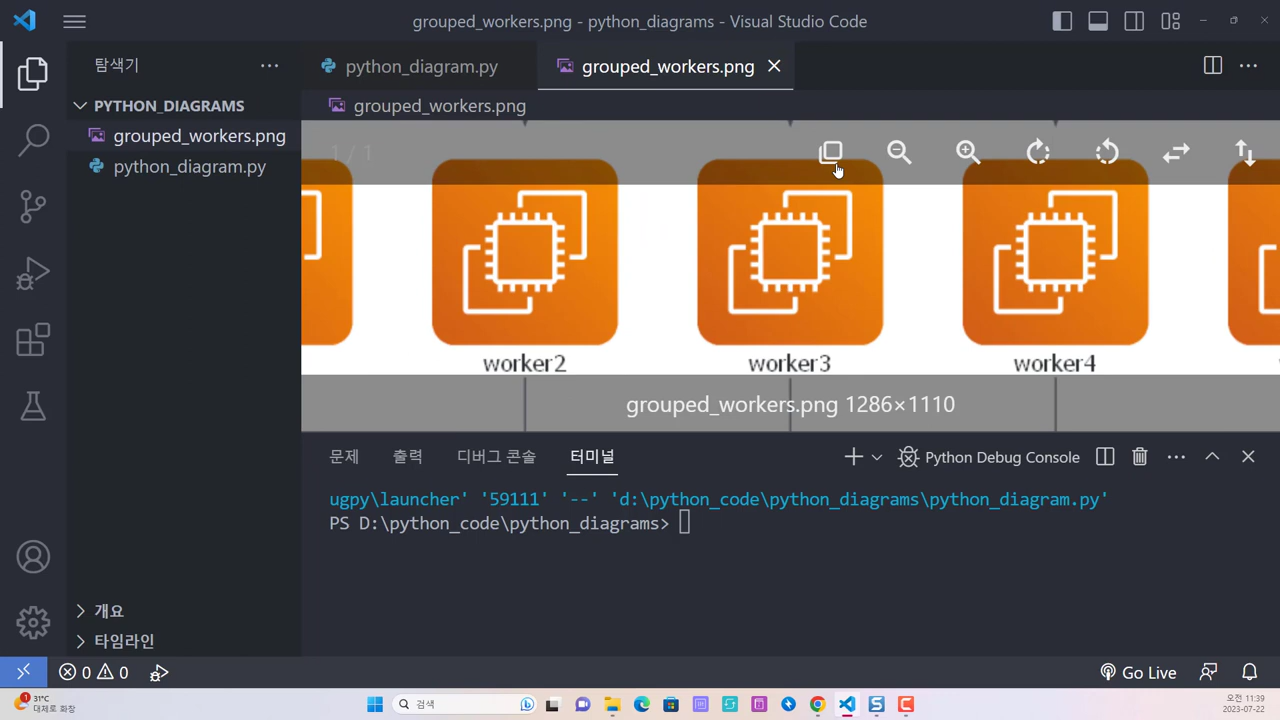 grouped_workers.png - python_diagrams - Visual Studio Code
탐색기
PYTHON_DIAGRAMS
grouped_workers.png
python_diagram.py
개요
타임라인
python_diagram.py
grouped_workers.png
grouped_workers.png
1 / 1
worker2
worker3
worker4
grouped_workers.png 1286×1110
문제
출력
디버그 콘솔
터미널
Python Debug Console
ugpy\launcher' '59111' '--' 'd:\python_code\python_diagrams\python_diagram.py'
PS D:\python_code\python_diagrams>
0
0
Go Live
1
31°C
대체로 화창
검색
오전 11:39
2023-07-22